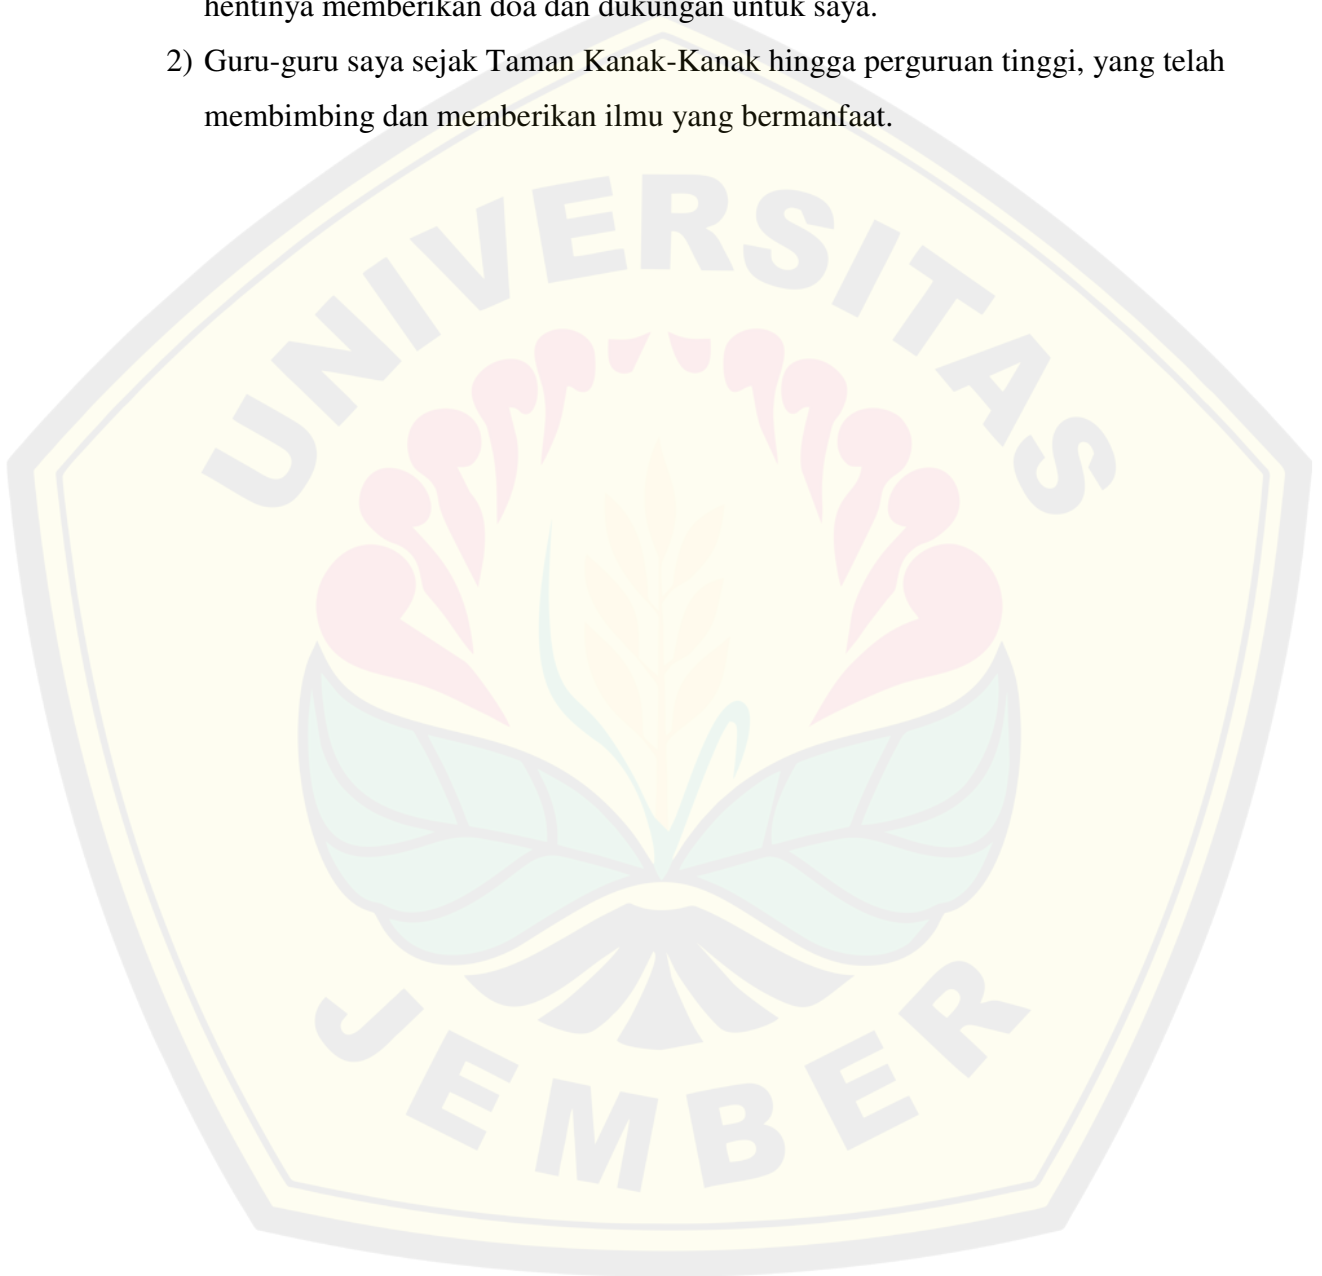 hentinya memberikan doa dan dukungan untuk saya.
2) Guru-guru saya sejak Taman Kanak-Kanak hingga perguruan tinggi, yang telah
membimbing dan memberikan ilmu yang bermanfaat.
UNIVERSITAS
JEMBER